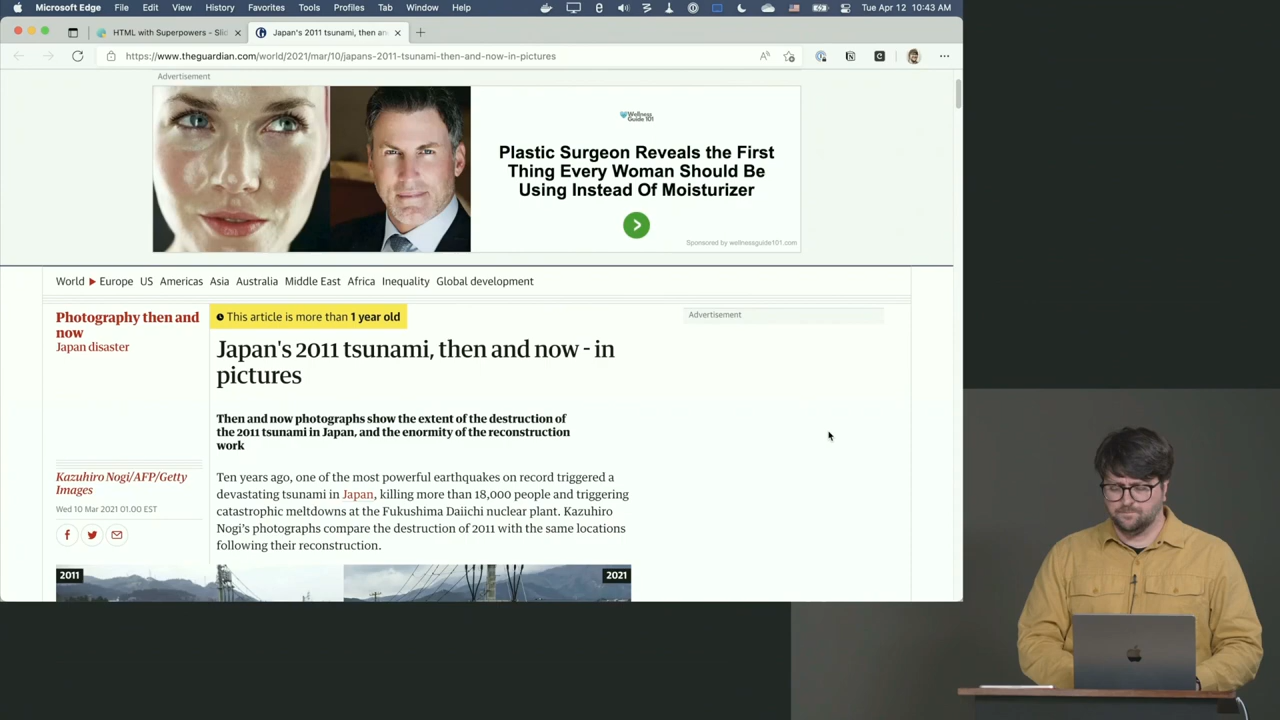 Microsoft Edge File Edit View History Favorites Tools Profiles Tab Window Help Tue Apr 12 10:43 AM
HTML with Superpowers - Slid
Japan's 2011 tsunami, then an
https://www.theguardian.com/world/2021/mar/10/japans-2011-tsunami-then-and-now-in-pictures
Advertisement
Wellness
Guide 101
Plastic Surgeon Reveals the First
Thing Every Woman Should Be
Using Instead Of Moisturizer
Sponsored by wellnessguide101.com
World Europe US Americas Asia Australia Middle East Africa Inequality Global development
Photography then and
now
Japan disaster
This article is more than 1 year old
Advertisement
Japan's 2011 tsunami, then and now - in
pictures
Then and now photographs show the extent of the destruction of
the 2011 tsunami in Japan, and the enormity of the reconstruction
work
Kazuhiro Nogi/AFP/Getty
Images
Wed 10 Mar 2021 01.00 EST
Ten years ago, one of the most powerful earthquakes on record triggered a
devastating tsunami in Japan, killing more than 18,000 people and triggering
catastrophic meltdowns at the Fukushima Daiichi nuclear plant. Kazuhiro
Nogi's photographs compare the destruction of 2011 with the same locations
following their reconstruction.
2011
2021